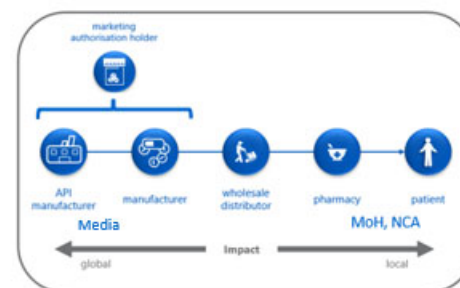 marketing
authorisation holder
API
manufacturer
manufacturer
wholesale
distributor
pharmacy
patient
Media
MoH, NCA
Impact
global
local